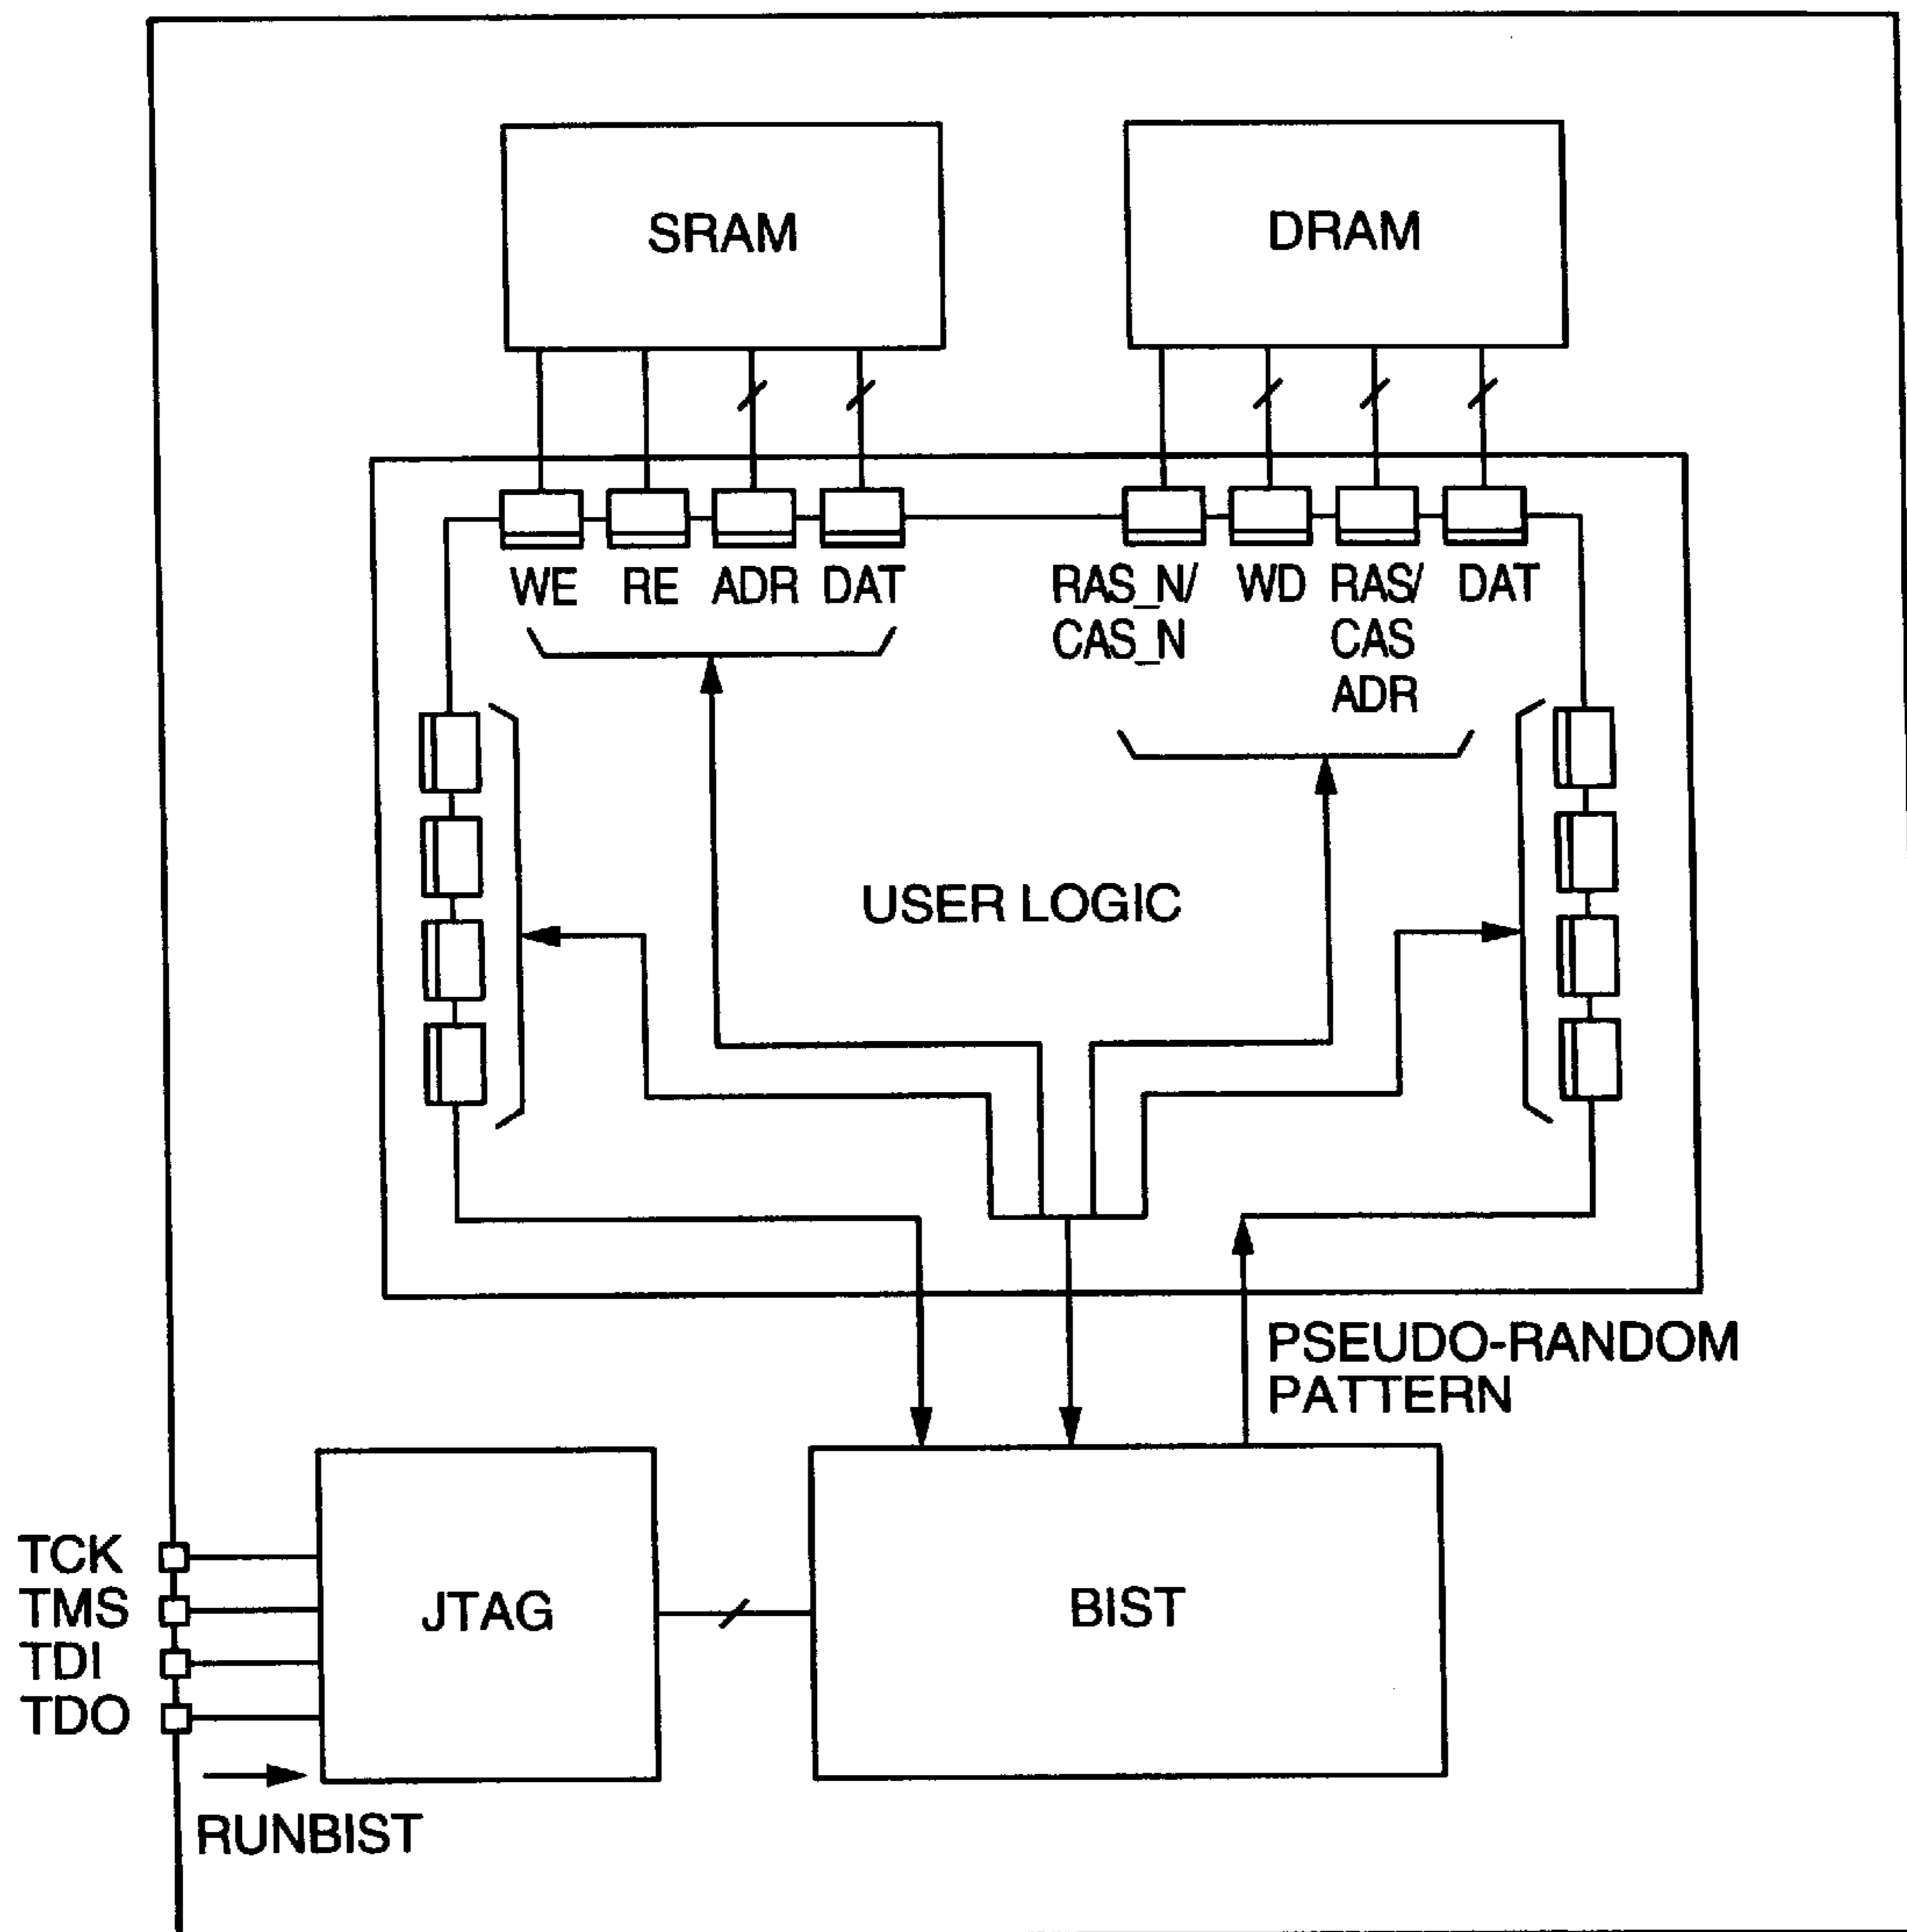 SRAM
DRAM
WE RE ADR DAT
RAS_N/ WD RAS/ DAT
CAS_N CAS
ADR
USER LOGIC
PSEUDO-RANDOM
PATTERN
TCK
TMS
TDI
TDO
JTAG
BIST
RUNBIST